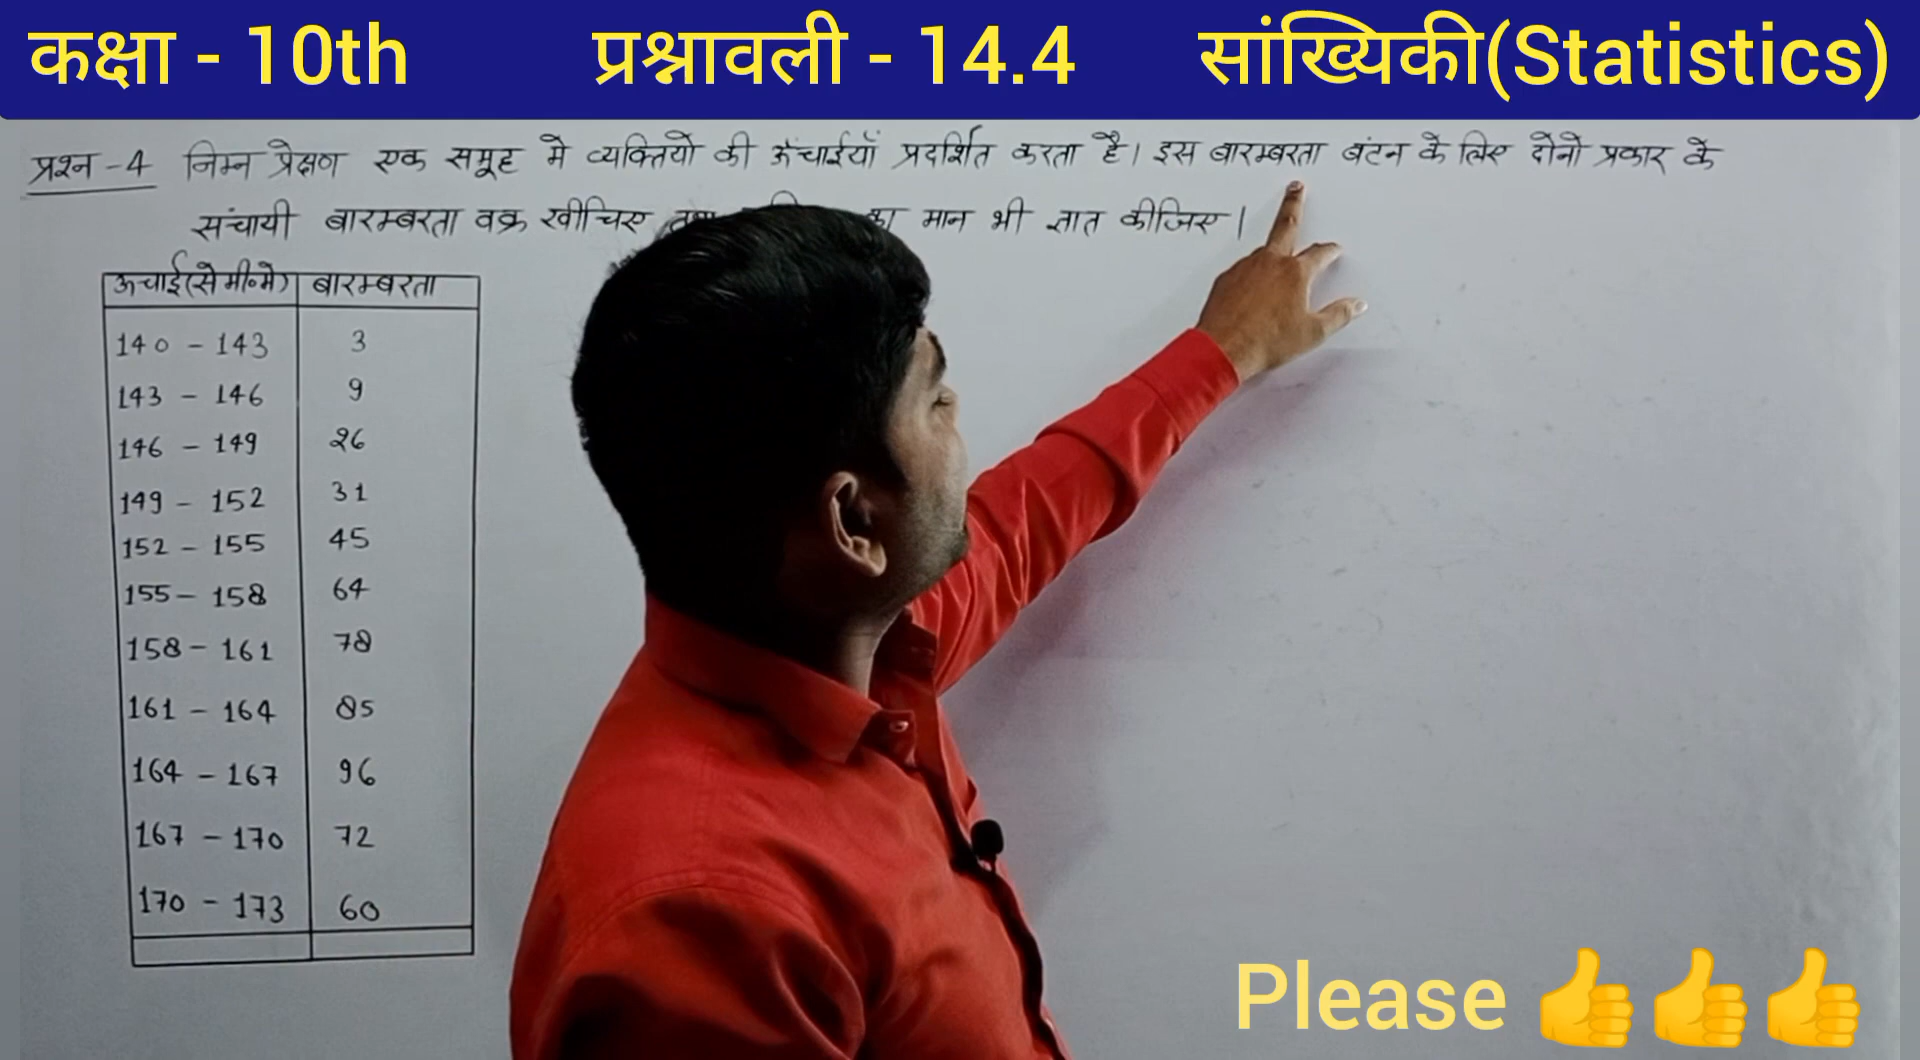 कक्षा - 10th प्रश्नावली - 14.4 सांख्यिकी(Statistics)
प्रश्न -4 निम्न प्रेक्षण एक समूह मे व्यक्तियो की ऊँचाईयाँ प्रदर्शित करता है। इस बारम्बरता बंटन के लिए दोनो प्रकार के
संचायी बारम्बरता वक्र खीचिए का मान भी ज्ञात कीजिए।
ऊचाई(से०मी०मे) बारम्बरता
140 - 143 3
143 - 146 9
146 - 149 26
149 - 152 31
152 - 155 45
155 - 158 64
158 - 161 78
161 - 164 85
164 - 167 96
167 - 170 72
170 - 173 60
Please